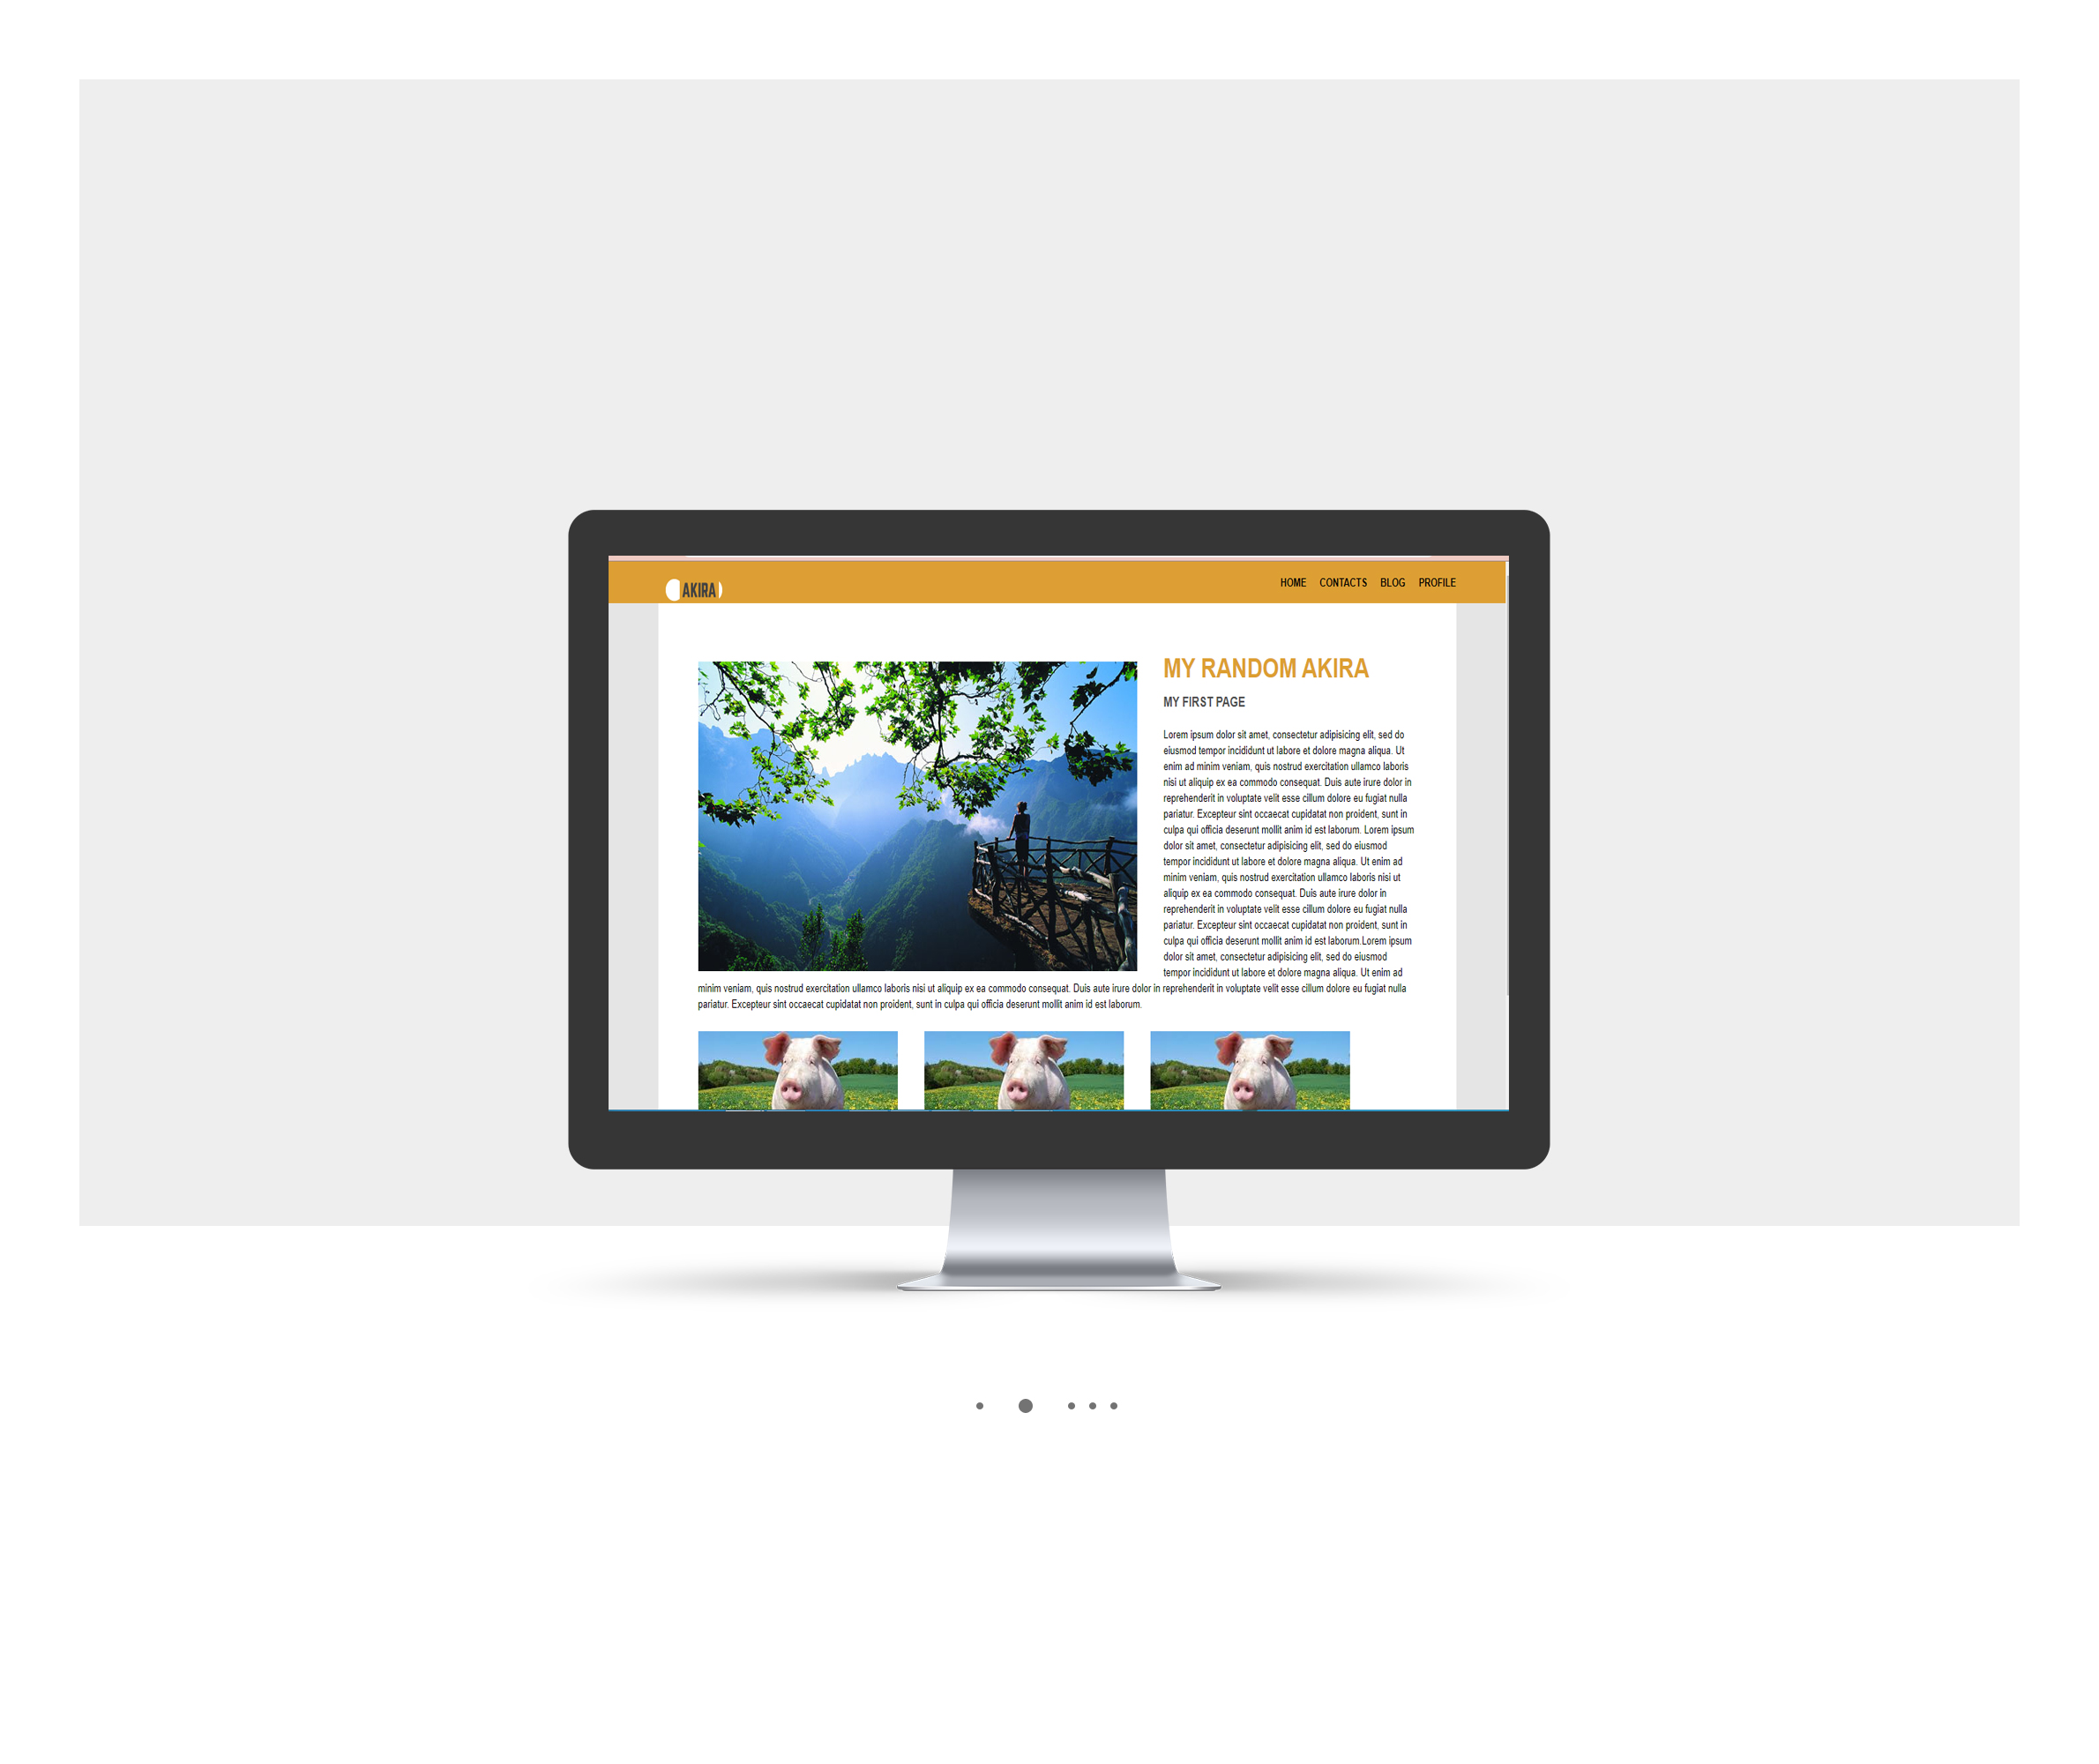 AKIRA
HOME CONTACTS BLOG PROFILE
MY RANDOM AKIRA
MY FIRST PAGE
Lorem ipsum dolor sit amet, consectetur adipisicing elit, sed do
eiusmod tempor incididunt ut labore et dolore magna aliqua. Ut
enim ad minim veniam, quis nostrud exercitation ullamco laboris
nisi ut aliquip ex ea commodo consequat. Duis aute irure dolor in
reprehenderit in voluptate velit esse cillum dolore eu fugiat nulla
pariatur. Excepteur sint occaecat cupidatat non proident, sunt in
culpa qui officia deserunt mollit anim id est laborum. Lorem ipsum
dolor sit amet, consectetur adipisicing elit, sed do eiusmod
tempor incididunt ut labore et dolore magna aliqua. Ut enim ad
minim veniam, quis nostrud exercitation ullamco laboris nisi ut
aliquip ex ea commodo consequat. Duis aute irure dolor in
reprehenderit in voluptate velit esse cillum dolore eu fugiat nulla
pariatur. Excepteur sint occaecat cupidatat non proident, sunt in
culpa qui officia deserunt mollit anim id est laborum.Lorem ipsum
dolor sit amet, consectetur adipisicing elit, sed do eiusmod
tempor incididunt ut labore et dolore magna aliqua. Ut enim ad
minim veniam, quis nostrud exercitation ullamco laboris nisi ut aliquip ex ea commodo consequat. Duis aute irure dolor in reprehenderit in voluptate velit esse cillum dolore eu fugiat nulla
pariatur. Excepteur sint occaecat cupidatat non proident, sunt in culpa qui officia deserunt mollit anim id est laborum.